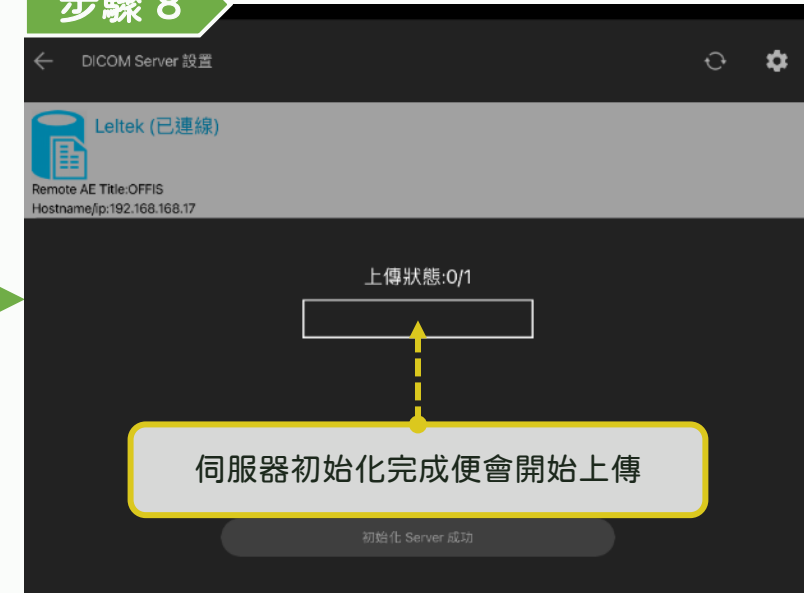 步驟 8
DICOM Server 設置
Leltek (已連線)
Remote AE Title:OFFIS
Hostname/ip:192.168.168.17
上傳狀態:0/1
伺服器初始化完成便會開始上傳
初始化 Server 成功